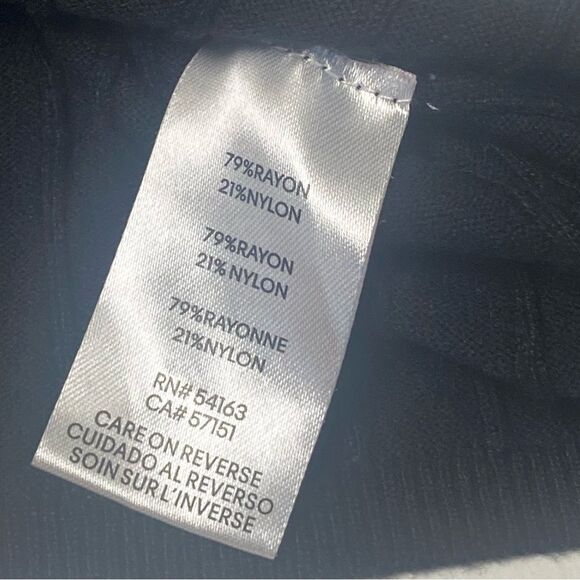 79%RAYON
21%NYLON
79%RAYON
21%NYLON
79%RAYONNE
21%NYLON
RN# 54163
CA# 57151
CARE ON REVERSE
CUIDADO AL REVERSO
SOIN SUR L'INVERSE